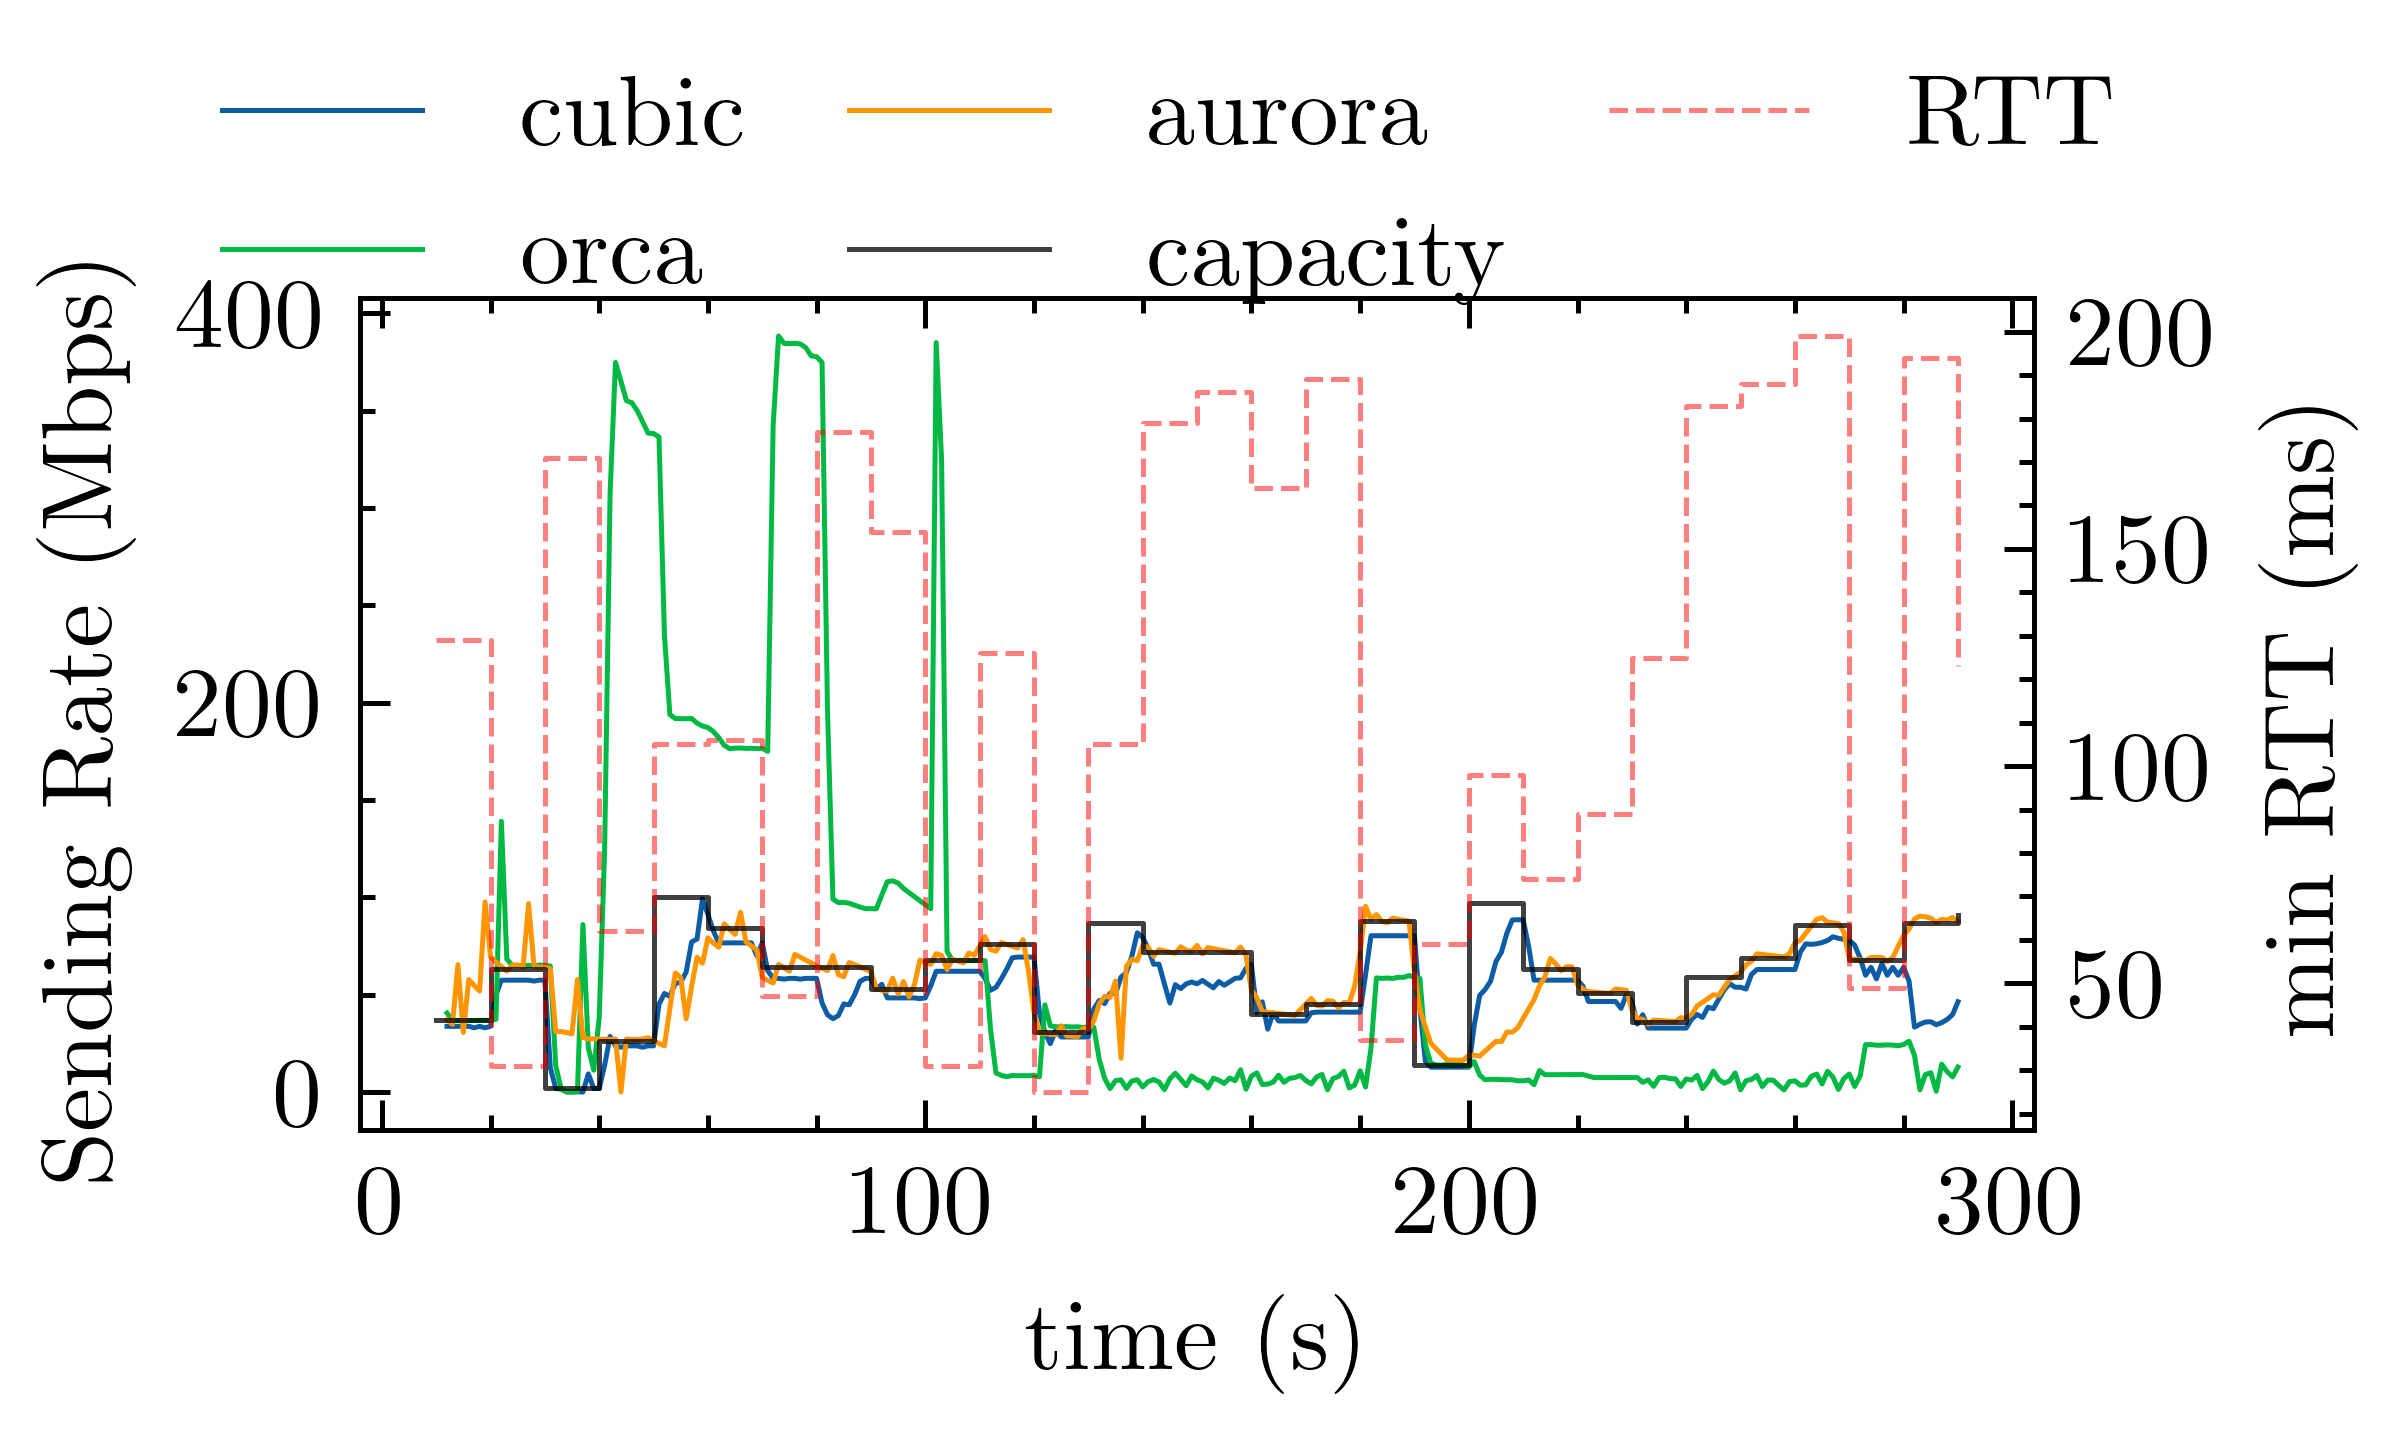 cubic
aurora
RTT
orca
capacity
Sending Rate (Mbps)
400
200
0
200
150
100
50
min RTT (ms)
0
100
200
300
time (s)